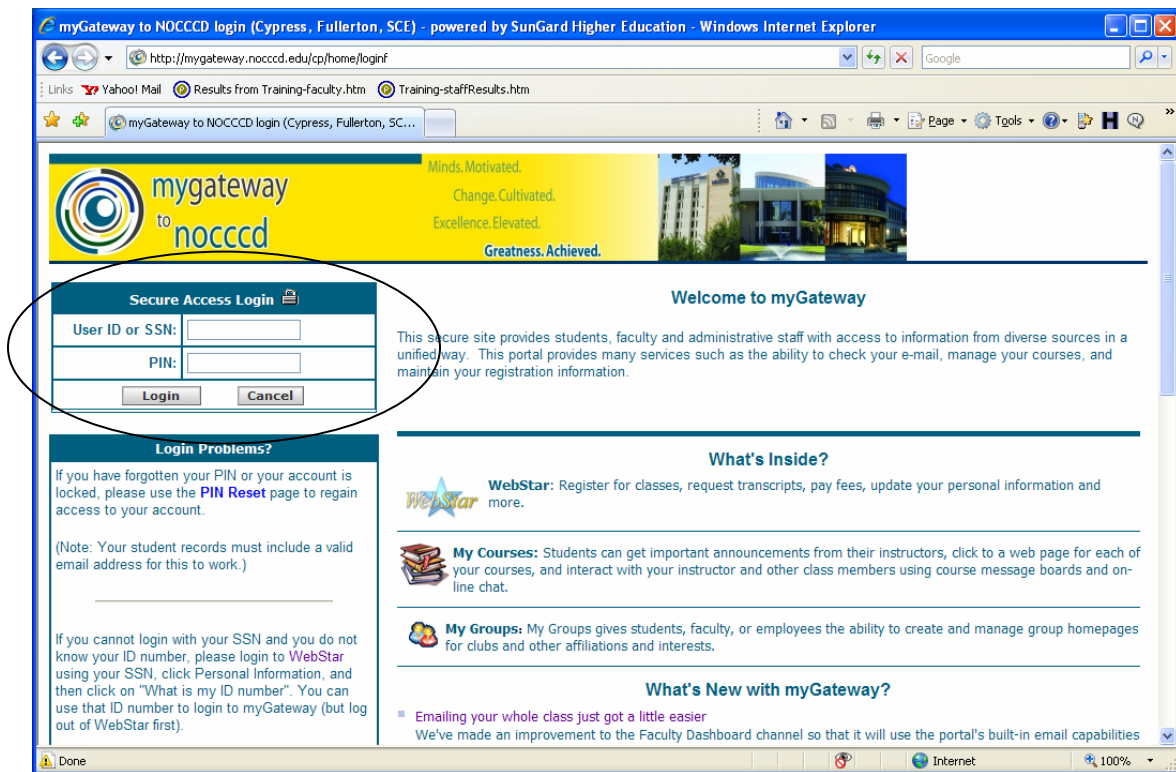 myGateway to NOCCCD login (Cypress, Fullerton, SCE) - powered by SunGard Higher Education - Windows Internet Explorer
http://mygateway.nocccd.edu/cp/home/loginf
Google
Links Yahoo! Mail Results from Training-faculty.htm Training-staffResults.htm
myGateway to NOCCCD login (Cypress, Fullerton, SC...
Page Tools
mygateway
to
nocccd
Minds. Motivated.
Change. Cultivated.
Excellence. Elevated.
Greatness. Achieved.
Secure Access Login
User ID or SSN:
PIN:
Login Cancel
Welcome to myGateway
This secure site provides students, faculty and administrative staff with access to information from diverse sources in a
unified way. This portal provides many services such as the ability to check your e-mail, manage your courses, and
maintain your registration information.
Login Problems?
If you have forgotten your PIN or your account is
locked, please use the PIN Reset page to regain
access to your account.
(Note: Your student records must include a valid
email address for this to work.)
If you cannot login with your SSN and you do not
know your ID number, please login to WebStar
using your SSN, click Personal Information, and
then click on "What is my ID number". You can
use that ID number to login to myGateway (but log
out of WebStar first).
What's Inside?
WebStar
WebStar: Register for classes, request transcripts, pay fees, update your personal information and
more.
My Courses: Students can get important announcements from their instructors, click to a web page for each of
your courses, and interact with your instructor and other class members using course message boards and on-
line chat.
My Groups: My Groups gives students, faculty, or employees the ability to create and manage group homepages
for clubs and other affiliations and interests.
What's New with myGateway?
Emailing your whole class just got a little easier
We've made an improvement to the Faculty Dashboard channel so that it will use the portal's built-in email capabilities
Done
Internet
100%